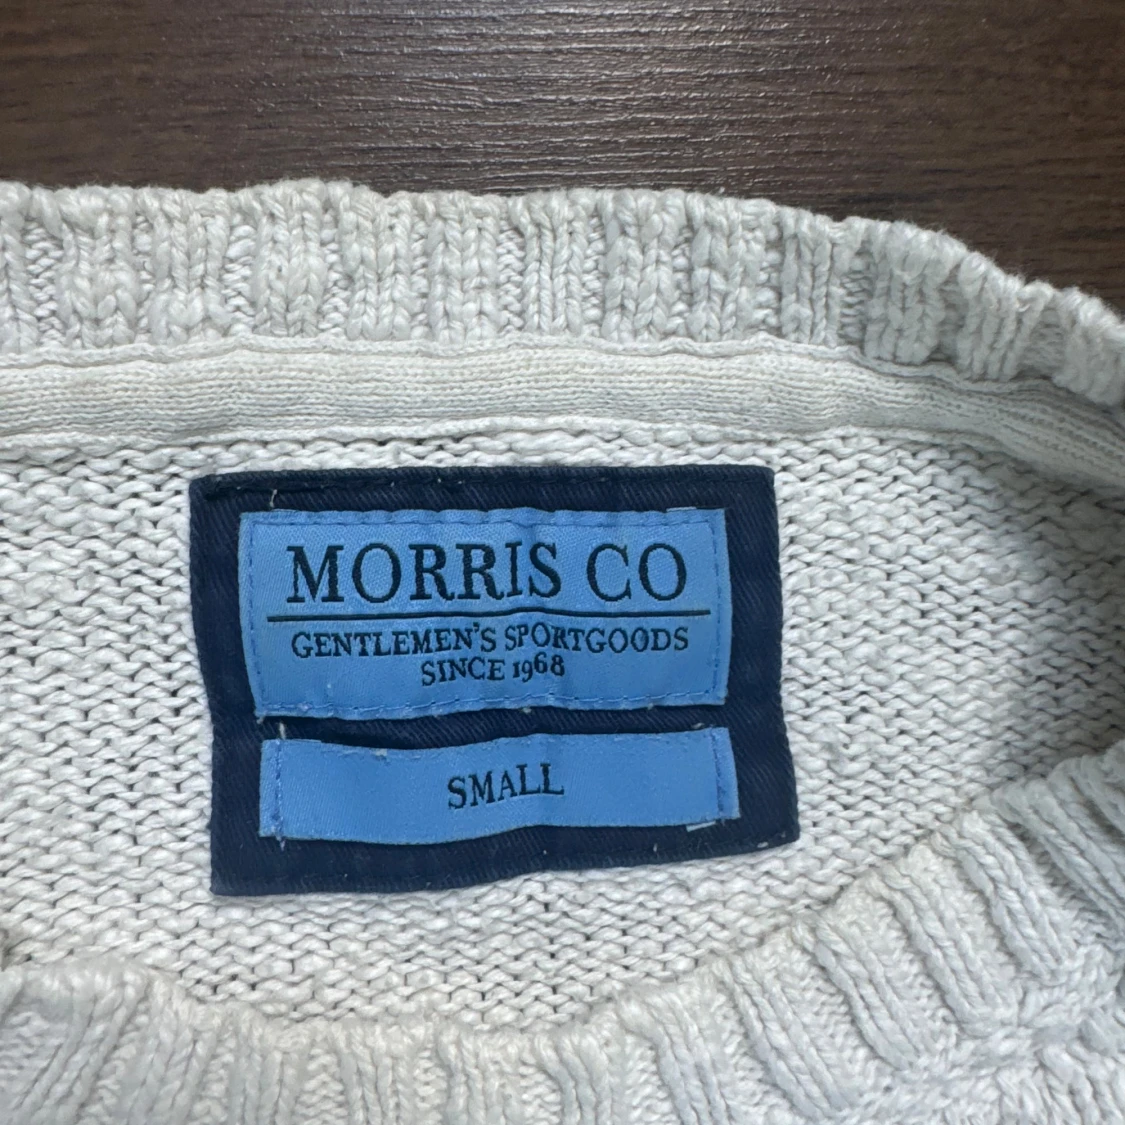 MORRIS CO
GENTLEMEN'S SPORTGOODS
SINCE 1968
SMALL